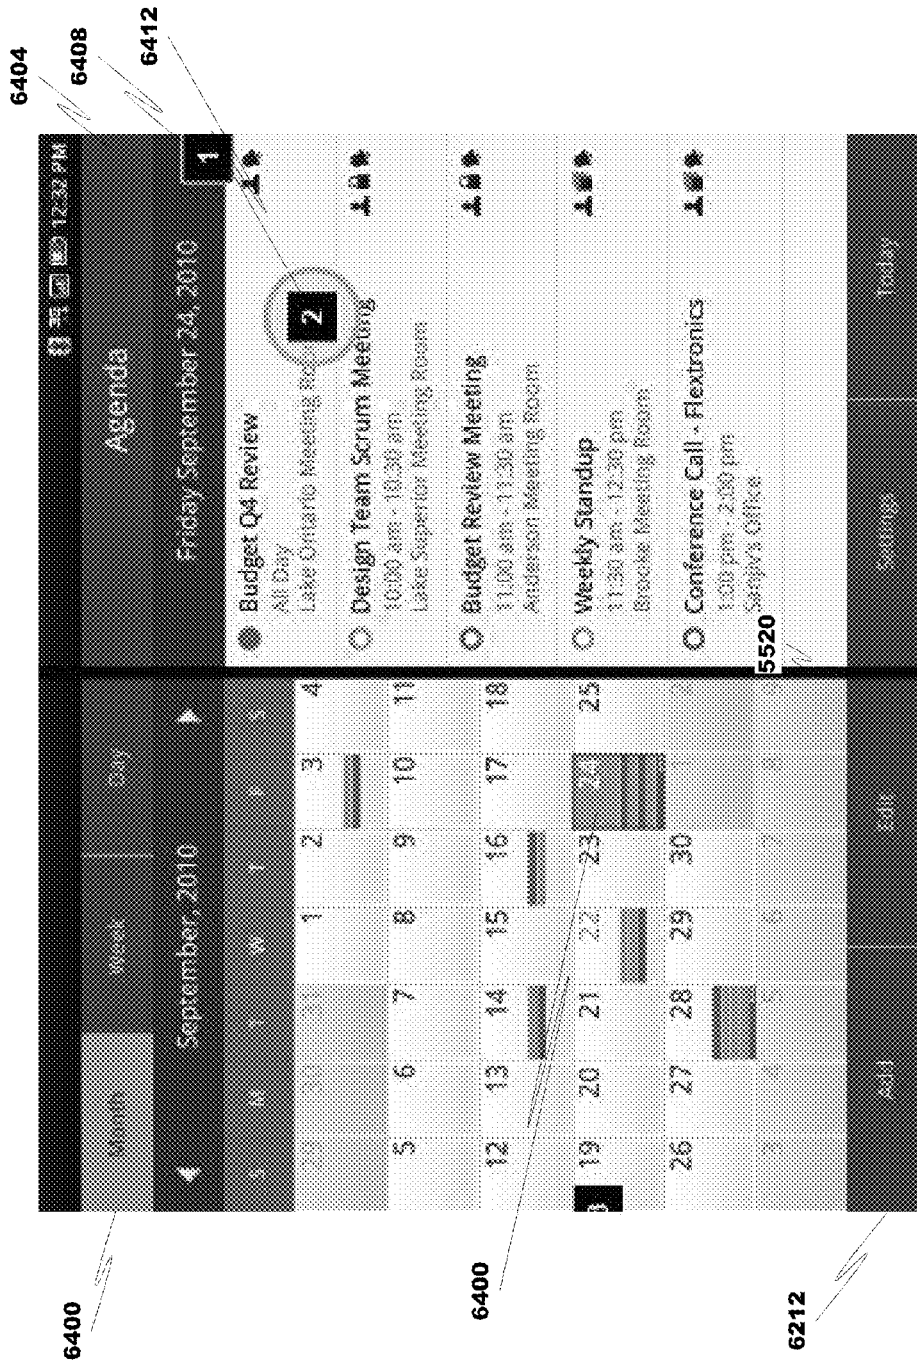 6404
6408
6412
12:32 PM
Month
Week
Day
Agenda
September, 2010
Friday September 24, 2010
1
S M T W T F S
1 2 3 4
5 6 7 8 9 10 11
12 13 14 15 16 17 18
19 20 21 22 23 24 25
26 27 28 29 30
Budget Q4 Review
All Day
Lake Ontario Meeting
2
Design Team Scrum Meeting
10:00 am - 10:30 am
Lake Superior Meeting Room
Budget Review Meeting
11:00 am - 11:30 am
Anderson Meeting Room
Weekly Standup
11:30 am - 12:30 pm
Brooke Meeting Room
Conference Call - Flextronics
1:00 pm - 2:00 pm
Sanjiv's Office
5520
Add
Edit
Settings
Today
6400
6400
6212